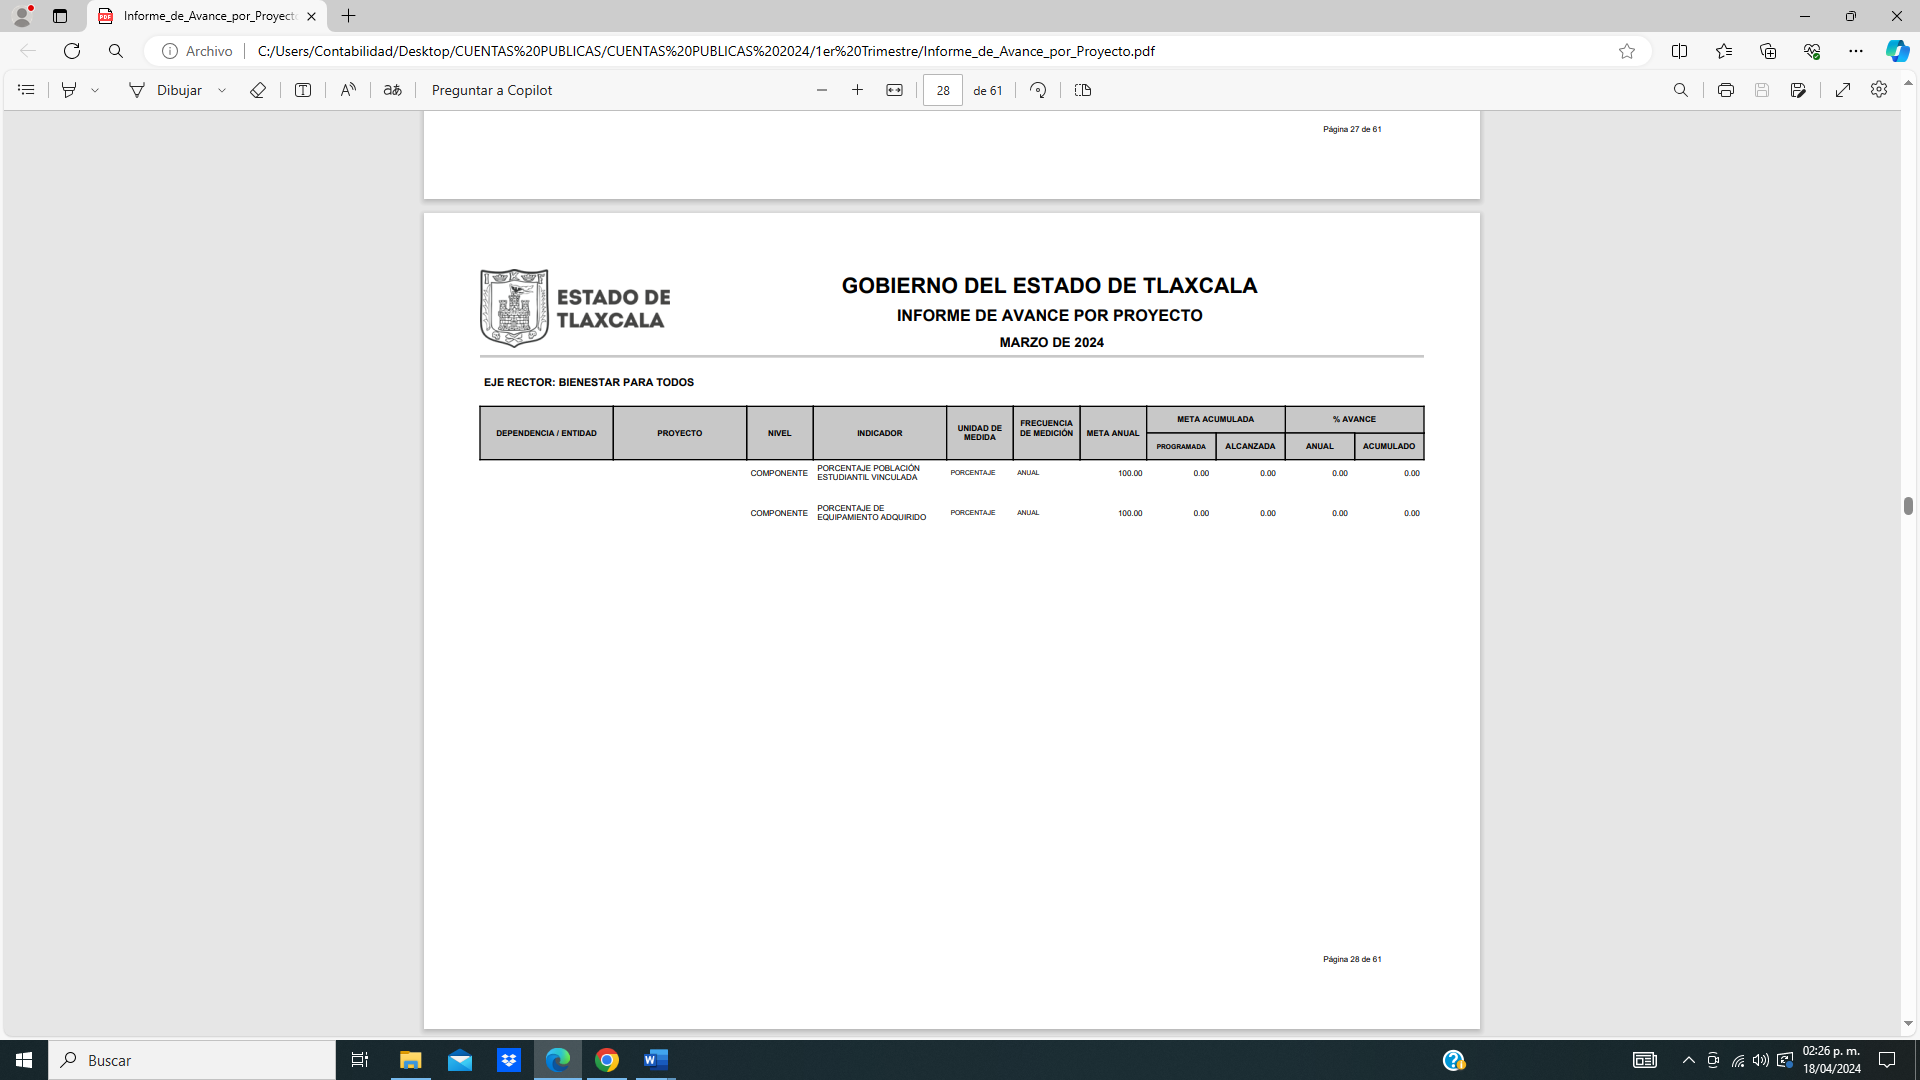 Informe_de_Avance_por_Proyecto
Archivo
C:/Users/Contabilidad/Desktop/CUENTAS%20PUBLICAS/CUENTAS%20PUBLICAS%202024/1er%20Trimestre/Informe_de_Avance_por_Proyecto.pdf
Dibujar
aあ
Preguntar a Copilot
28 de 61
Página 27 de 61
ESTADO DE
TLAXCALA
GOBIERNO DEL ESTADO DE TLAXCALA
INFORME DE AVANCE POR PROYECTO
MARZO DE 2024
EJE RECTOR: BIENESTAR PARA TODOS
DEPENDENCIA / ENTIDAD PROYECTO NIVEL INDICADOR UNIDAD DE MEDIDA FRECUENCIA DE MEDICIÓN META ANUAL META ACUMULADA % AVANCE
PROGRAMADA ALCANZADA ANUAL ACUMULADO
COMPONENTE PORCENTAJE POBLACIÓN ESTUDIANTIL VINCULADA PORCENTAJE ANUAL 100.00 0.00 0.00 0.00 0.00
COMPONENTE PORCENTAJE DE EQUIPAMIENTO ADQUIRIDO PORCENTAJE ANUAL 100.00 0.00 0.00 0.00 0.00
Página 28 de 61
Buscar
02:26 p. m.
18/04/2024